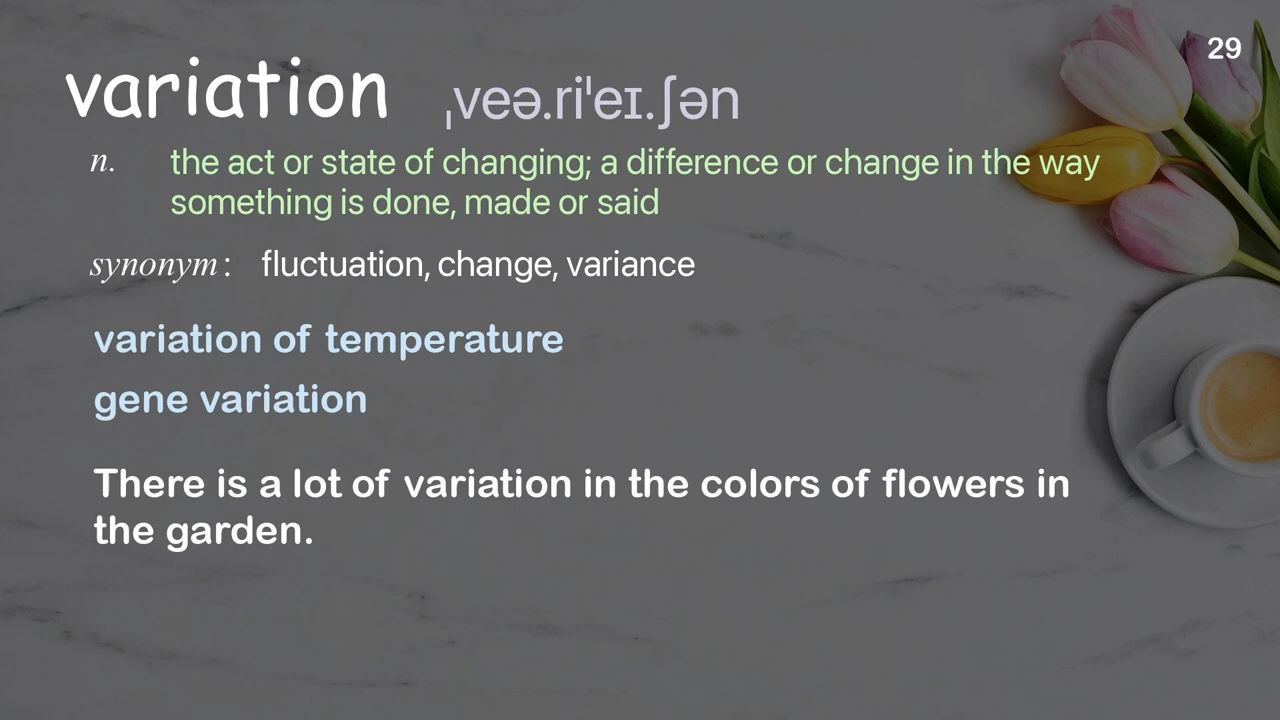 29
variation ˌveə.riˈeɪ.ʃən
n. the act or state of changing; a difference or change in the way
something is done, made or said
synonym: fluctuation, change, variance
variation of temperature
gene variation
There is a lot of variation in the colors of flowers in
the garden.